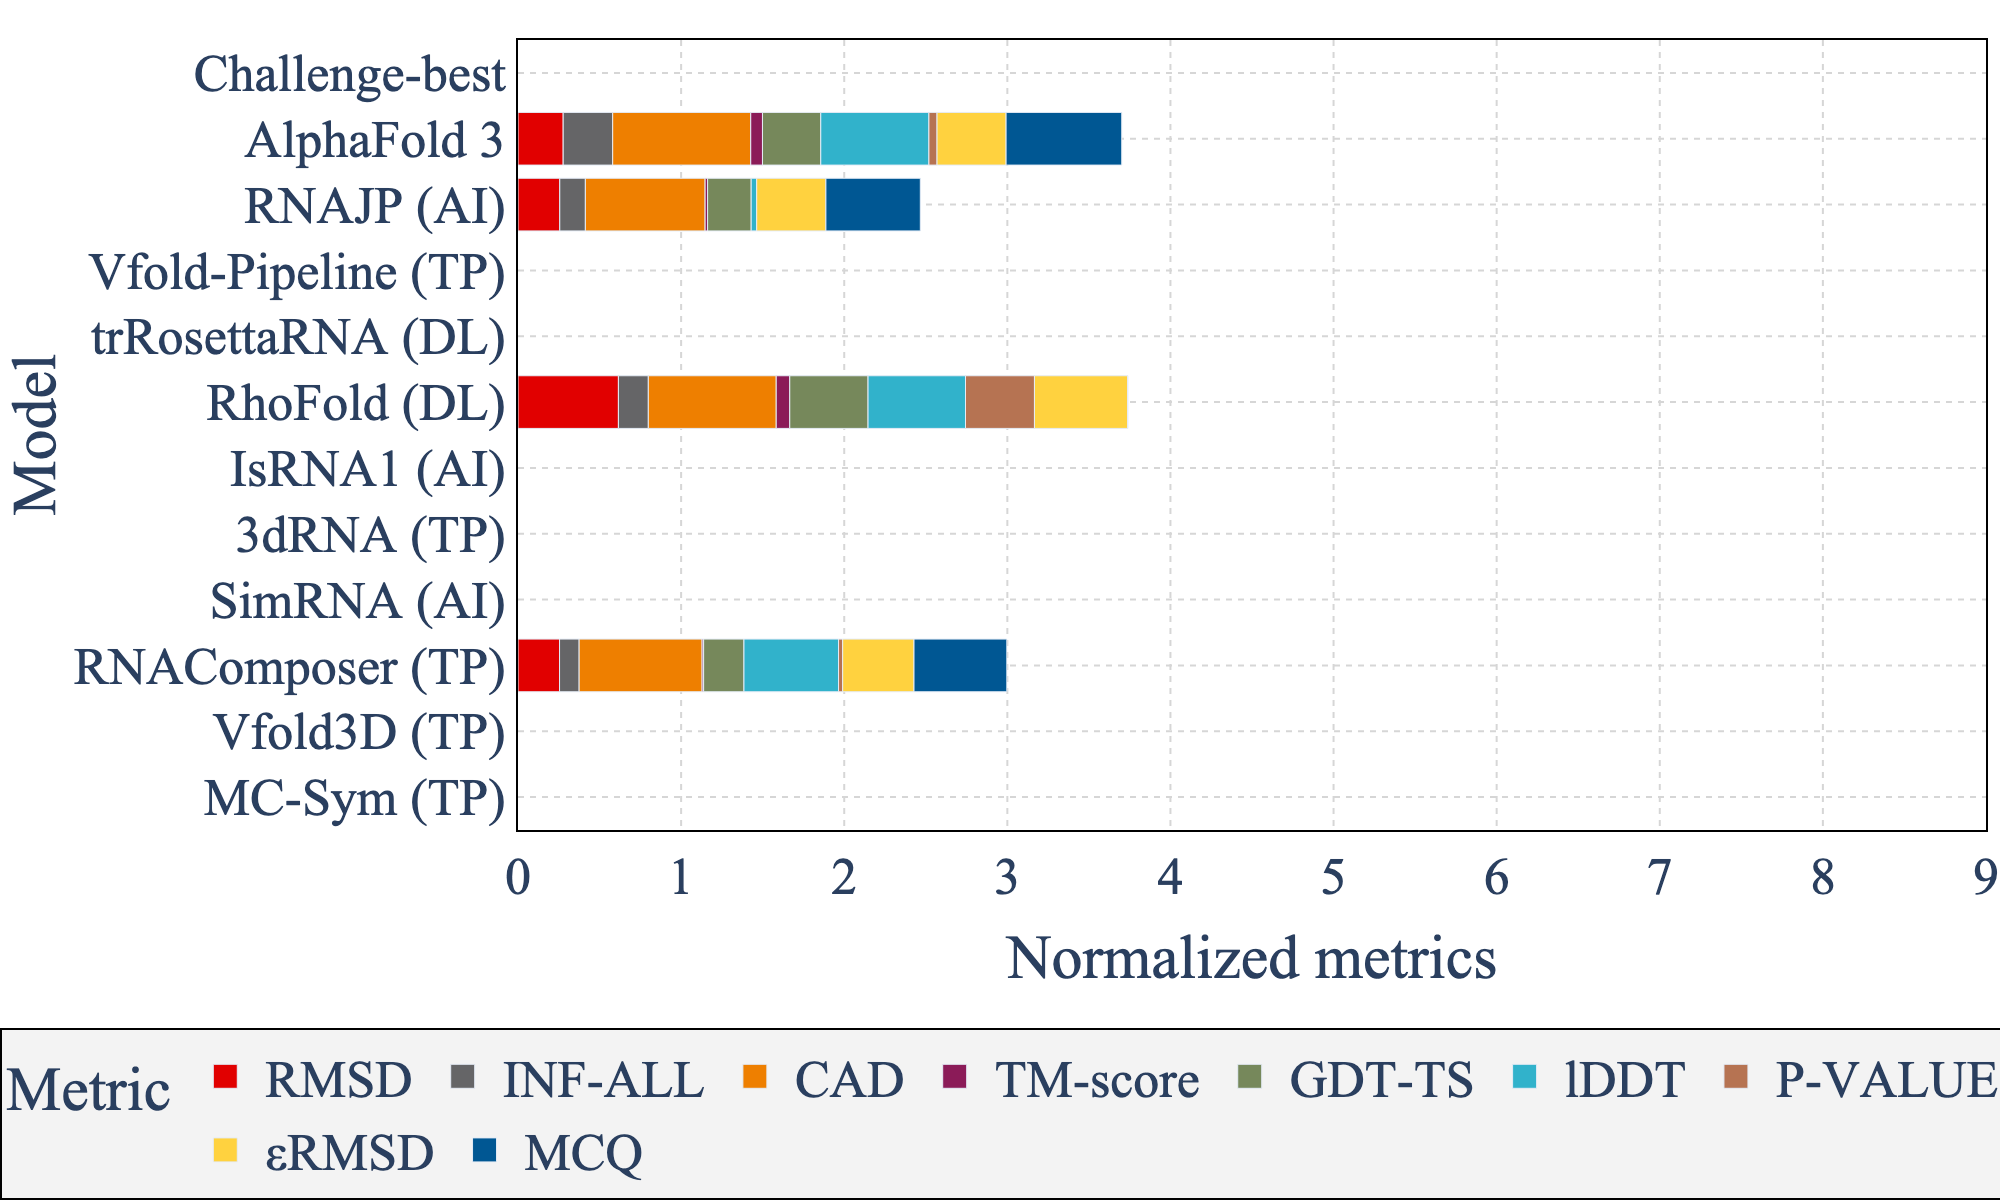 Challenge-best
AlphaFold 3
RNAJP (AI)
Vfold-Pipeline (TP)
trRosettaRNA (DL)
RhoFold (DL)
IsRNA1 (AI)
3dRNA (TP)
SimRNA (AI)
RNAComposer (TP)
Vfold3D (TP)
MC-Sym (TP)
Model
0 1 2 3 4 5 6 7 8 9
Normalized metrics
Metric RMSD INF-ALL CAD TM-score GDT-TS lDDT P-VALUE
εRMSD MCQ